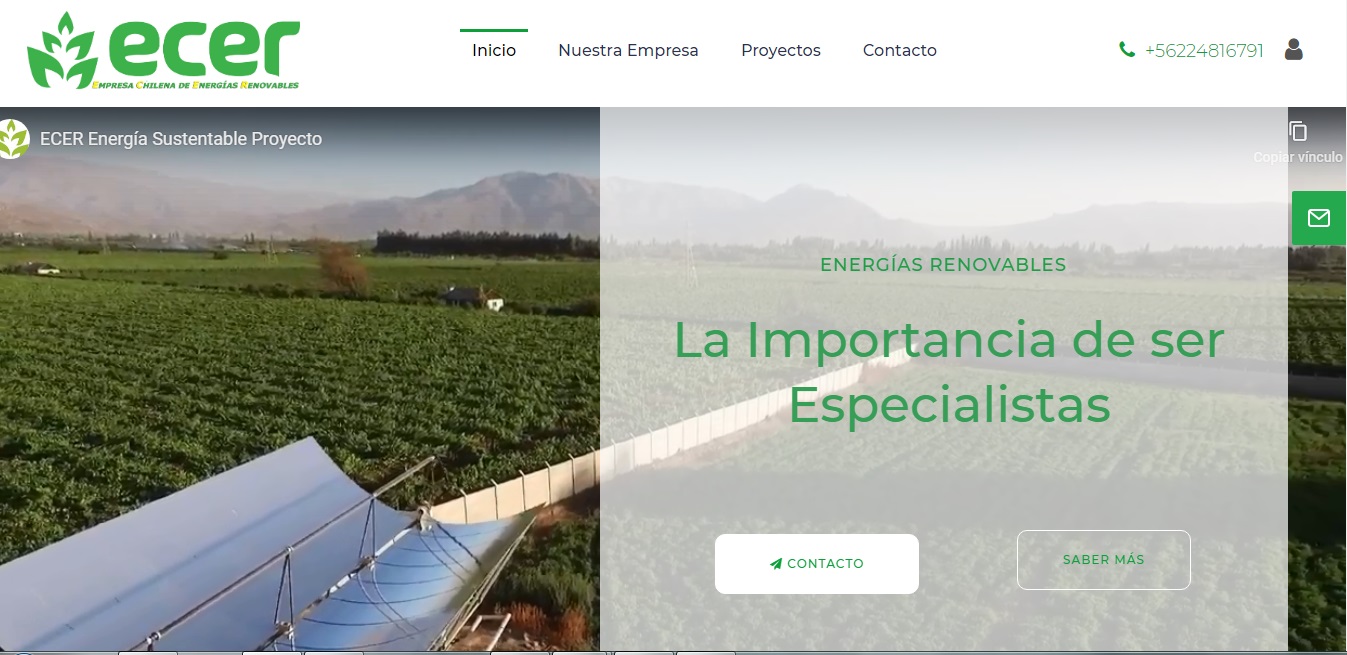 ecer
EMPRESA CHILENA DE ENERGÍAS RENOVABLES
Inicio
Nuestra Empresa
Proyectos
Contacto
+56224816791
ECER Energía Sustentable Proyecto
Copiar vínculo
ENERGÍAS RENOVABLES
La Importancia de ser
Especialistas
CONTACTO
SABER MÁS